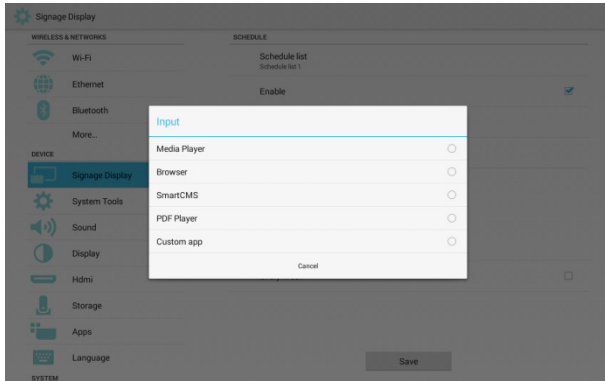 Signage Display
WIRELESS & NETWORKS
Wi-Fi
Ethernet
Bluetooth
More..
DEVICE
Signage Display
System Tools
Sound
Display
Hdmi
Storage
Apps
Language
SYSTEM
SCHEDULE
Schedule list
Schedule list 1
Enable
Input
Media Player
Browser
SmartCMS
PDF Player
Custom app
Cancel
Save